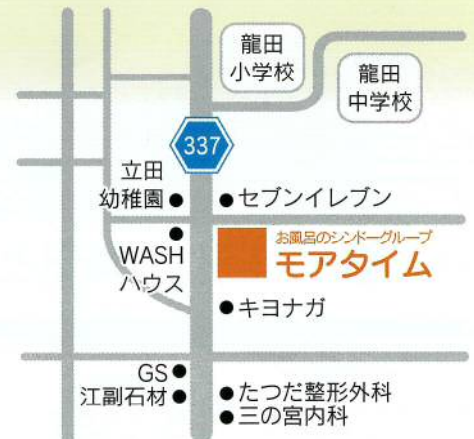 龍田
小学校
龍田
中学校
337
立田
幼稚園
セブンイレブン
WASH
ハウス
お風呂のシンドーグループ
モアタイム
キヨナガ
GS
江副石材
たつだ整形外科
三の宮内科